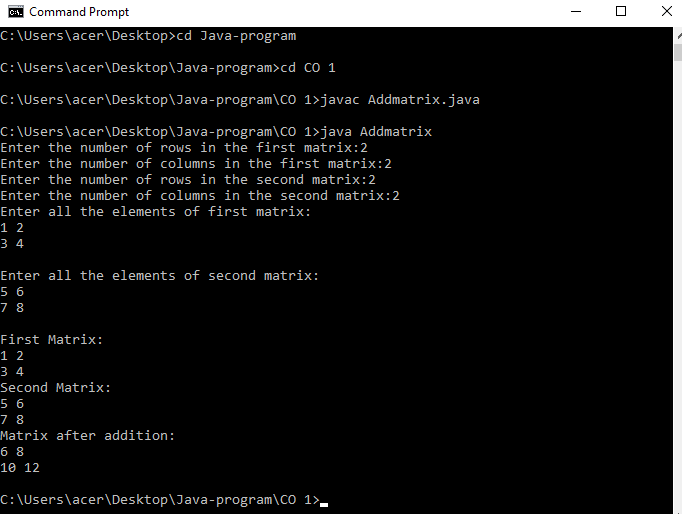 Command Prompt
C:\Users\acer\Desktop>cd Java-program
C:\Users\acer\Desktop\Java-program>cd CO 1
C:\Users\acer\Desktop\Java-program\CO 1>javac Addmatrix.java
C:\Users\acer\Desktop\Java-program\CO 1>java Addmatrix
Enter the number of rows in the first matrix:2
Enter the number of columns in the first matrix:2
Enter the number of rows in the second matrix:2
Enter the number of columns in the second matrix:2
Enter all the elements of first matrix:
1 2
3 4
Enter all the elements of second matrix:
5 6
7 8
First Matrix:
1 2
3 4
Second Matrix:
5 6
7 8
Matrix after addition:
6 8
10 12
C:\Users\acer\Desktop\Java-program\CO 1>